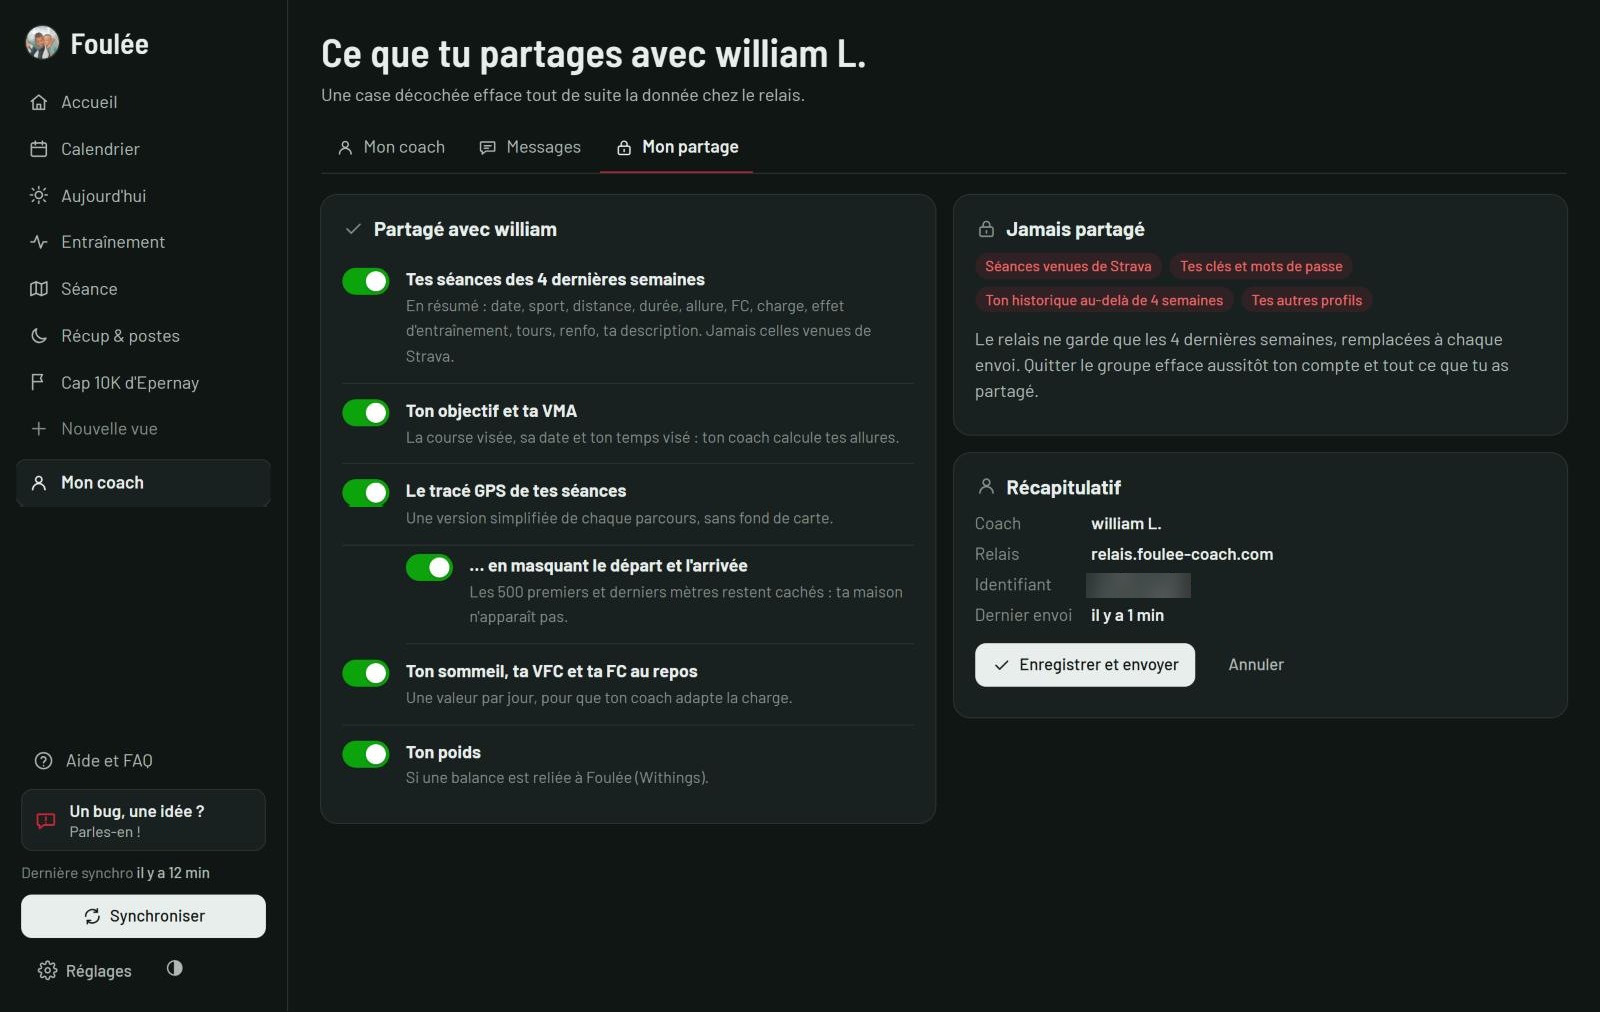 Foulée
Accueil
Calendrier
Aujourd'hui
Entraînement
Séance
Récup & postes
Cap 10K d'Epernay
Nouvelle vue
Mon coach
Aide et FAQ
Un bug, une idée ?
Parles-en !
Dernière synchro il y a 12 min
Synchroniser
Réglages
Ce que tu partages avec william L.
Une case décochée efface tout de suite la donnée chez le relais.
Mon coach
Messages
Mon partage
Partagé avec william
Tes séances des 4 dernières semaines
En résumé : date, sport, distance, durée, allure, FC, charge, effet
d'entraînement, tours, renfo, ta description. Jamais celles venues de
Strava.
Ton objectif et ta VMA
La course visée, sa date et ton temps visé : ton coach calcule tes allures.
Le tracé GPS de tes séances
Une version simplifiée de chaque parcours, sans fond de carte.
... en masquant le départ et l'arrivée
Les 500 premiers et derniers mètres restent cachés : ta maison
n'apparaît pas.
Ton sommeil, ta VFC et ta FC au repos
Une valeur par jour, pour que ton coach adapte la charge.
Ton poids
Si une balance est reliée à Foulée (Withings).
Jamais partagé
Séances venues de Strava
Tes clés et mots de passe
Ton historique au-delà de 4 semaines
Tes autres profils
Le relais ne garde que les 4 dernières semaines, remplacées à chaque
envoi. Quitter le groupe efface aussitôt ton compte et tout ce que tu as
partagé.
Récapitulatif
Coach william L.
Relais relais.foulee-coach.com
Identifiant
Dernier envoi il y a 1 min
Enregistrer et envoyer
Annuler